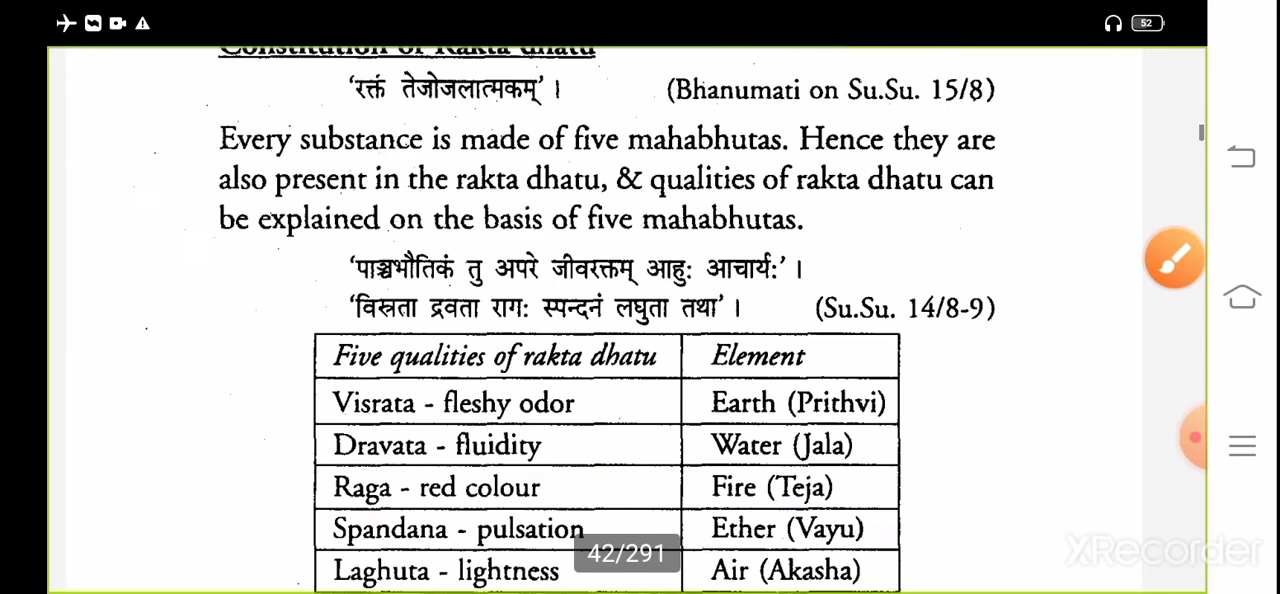 52
Constitution of Rakta dhatu
‘रक्तं तेजोजलात्मकम्’ । (Bhanumati on Su.Su. 15/8)
Every substance is made of five mahabhutas. Hence they are
also present in the rakta dhatu, & qualities of rakta dhatu can
be explained on the basis of five mahabhutas.
‘पाञ्चभौतिकं तु अपरे जीवरक्तम् आहुः आचार्यः’ ।
‘विस्रता द्रवता रागः स्पन्दनं लघुता तथा’ । (Su.Su. 14/8-9)
Five qualities of rakta dhatu Element
Visrata - fleshy odor Earth (Prithvi)
Dravata - fluidity Water (Jala)
Raga - red colour Fire (Teja)
Spandana - pulsation Ether (Vayu)
42/291
Laghuta - lightness Air (Akasha)
XRecorder